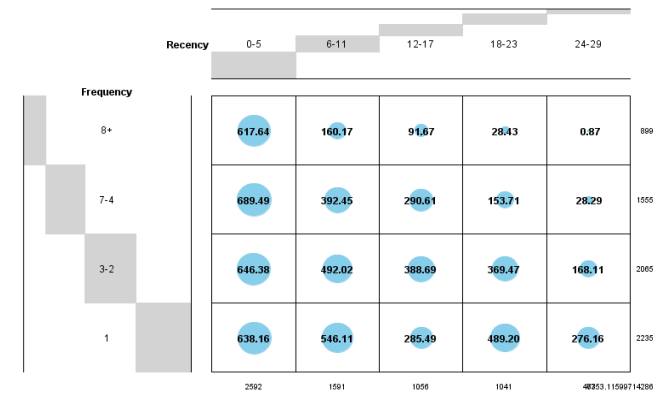 Recency 0-5 6-11 12-17 18-23 24-29
Frequency
8+ 617.64 160.17 91.67 28.43 0.87 899
7-4 689.49 392.45 290.61 153.71 28.29 1555
3-2 646.38 492.02 388.69 369.47 168.11 2065
1 638.16 546.11 285.49 489.20 276.16 2235
2592 1591 1056 1041